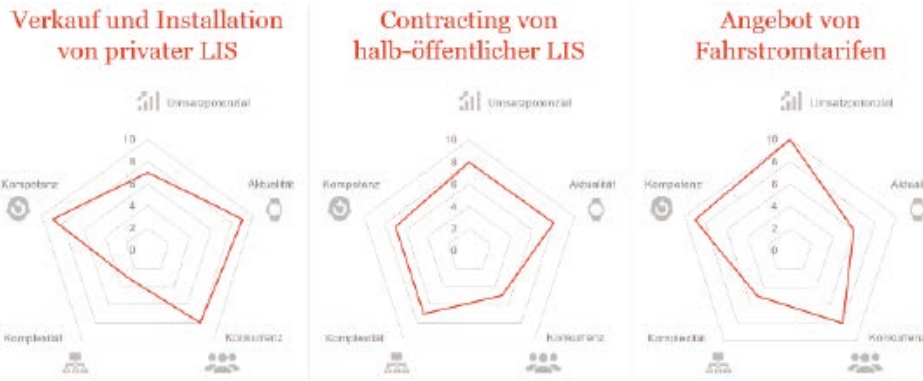 Verkauf und Installation
von privater LIS
Umsatzpotenzial
10
8
6
4
2
0
Kompetenz
Aktualität
Komplexität
Konkurrenz
Contracting von
halb-öffentlicher LIS
Umsatzpotenzial
10
8
6
4
2
0
Kompetenz
Aktualität
Komplexität
Konkurrenz
Angebot von
Fahrstromtarifen
Umsatzpotenzial
10
8
6
4
2
0
Kompetenz
Aktual
Komplexität
Konkurrenz